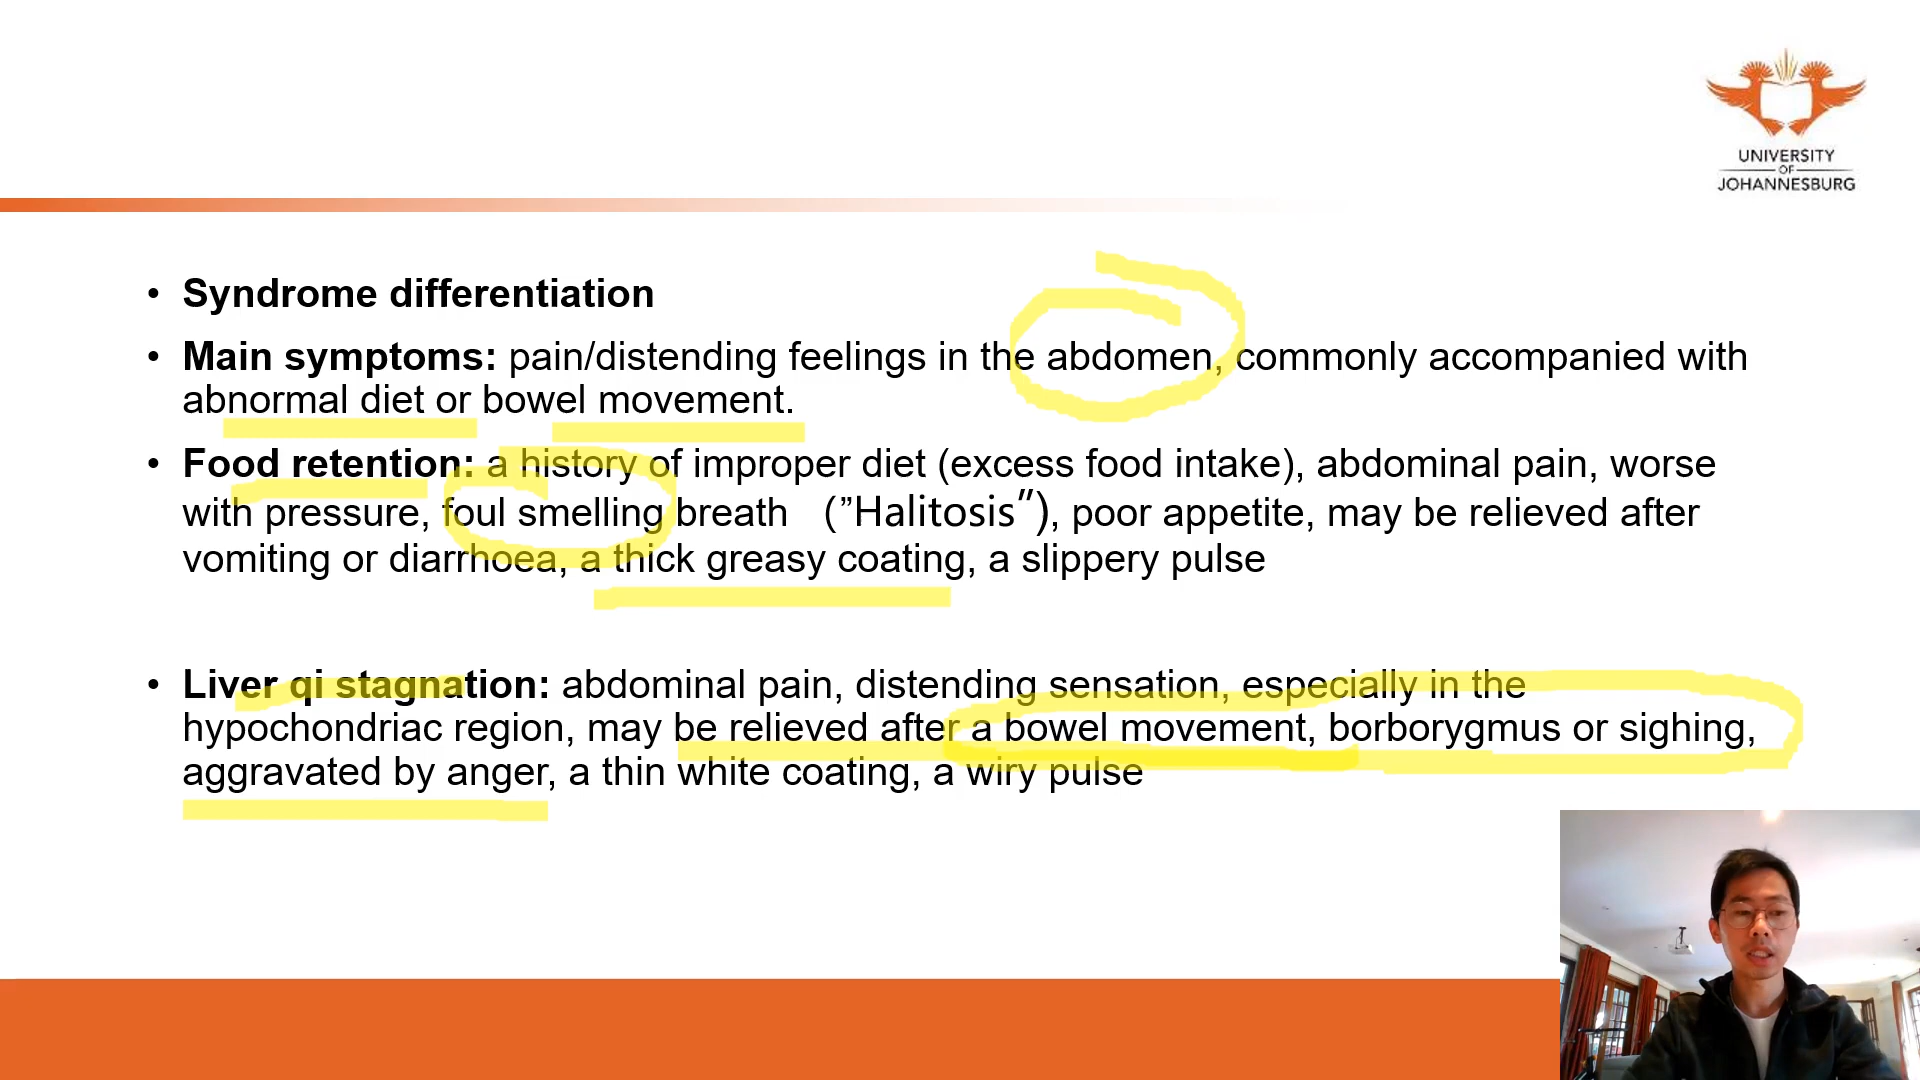 UNIVERSITY
OF
JOHANNESBURG
• Syndrome differentiation
• Main symptoms: pain/distending feelings in the abdomen, commonly accompanied with
abnormal diet or bowel movement.
• Food retention: a history of improper diet (excess food intake), abdominal pain, worse
with pressure, foul smelling breath （”Halitosis”）, poor appetite, may be relieved after
vomiting or diarrhoea, a thick greasy coating, a slippery pulse
• Liver qi stagnation: abdominal pain, distending sensation, especially in the
hypochondriac region, may be relieved after a bowel movement, borborygmus or sighing,
aggravated by anger, a thin white coating, a wiry pulse